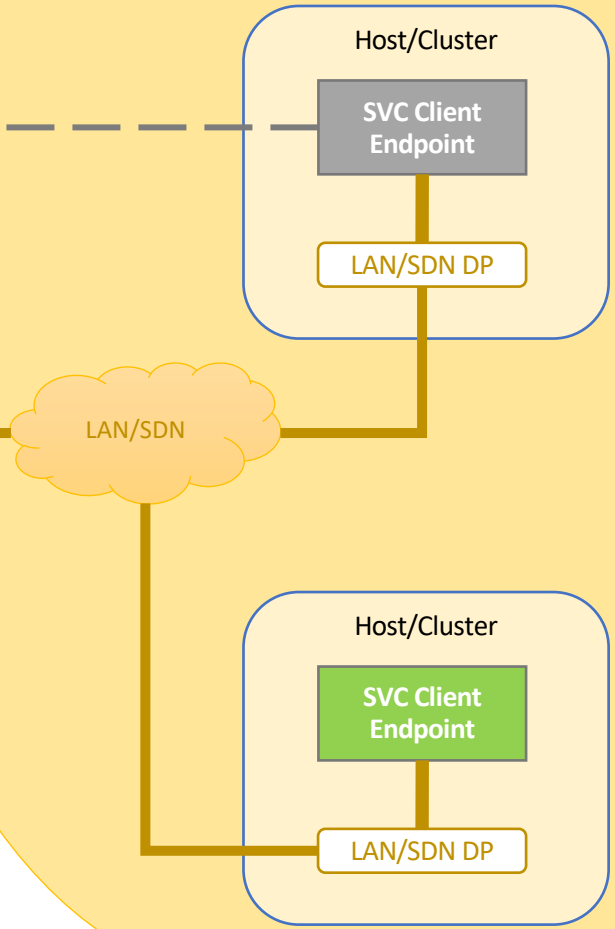 Host/Cluster
SVC Client
Endpoint
LAN/SDN DP
LAN/SDN
Host/Cluster
SVC Client
Endpoint
LAN/SDN DP